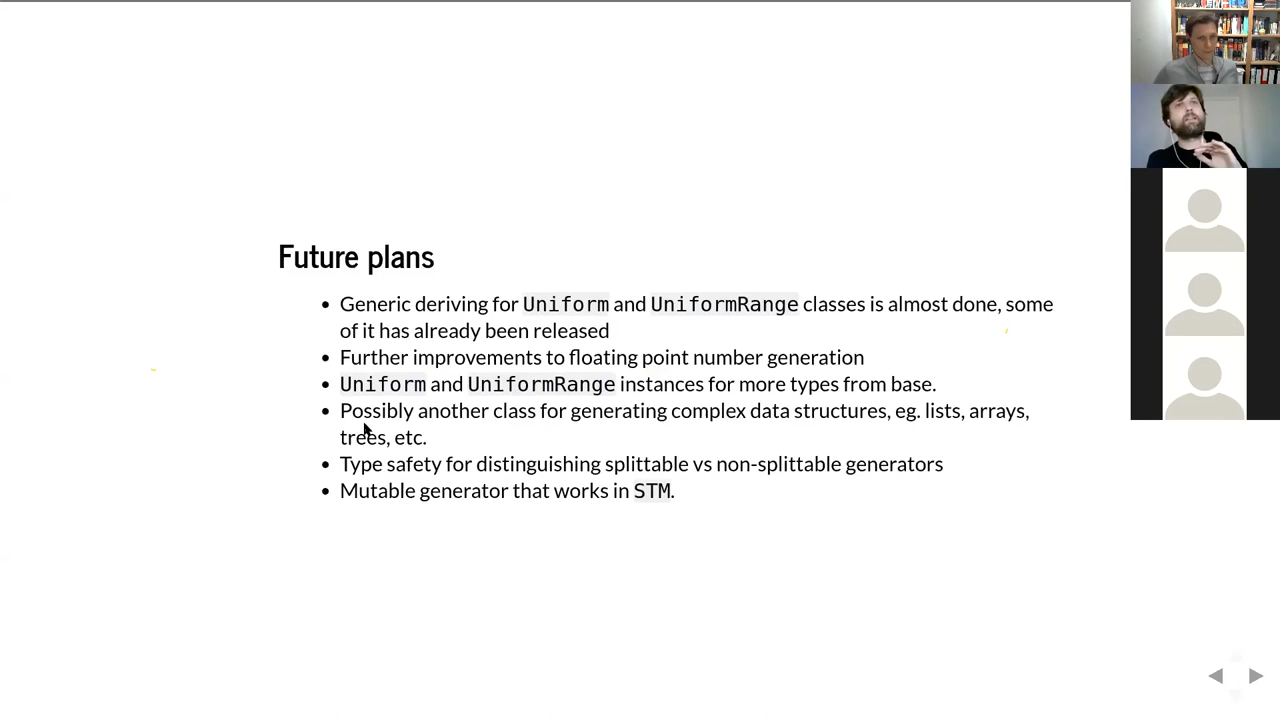 Future plans
• Generic deriving for Uniform and UniformRange classes is almost done, some
of it has already been released
• Further improvements to floating point number generation
• Uniform and UniformRange instances for more types from base.
• Possibly another class for generating complex data structures, eg. lists, arrays,
trees, etc.
• Type safety for distinguishing splittable vs non-splittable generators
• Mutable generator that works in STM.